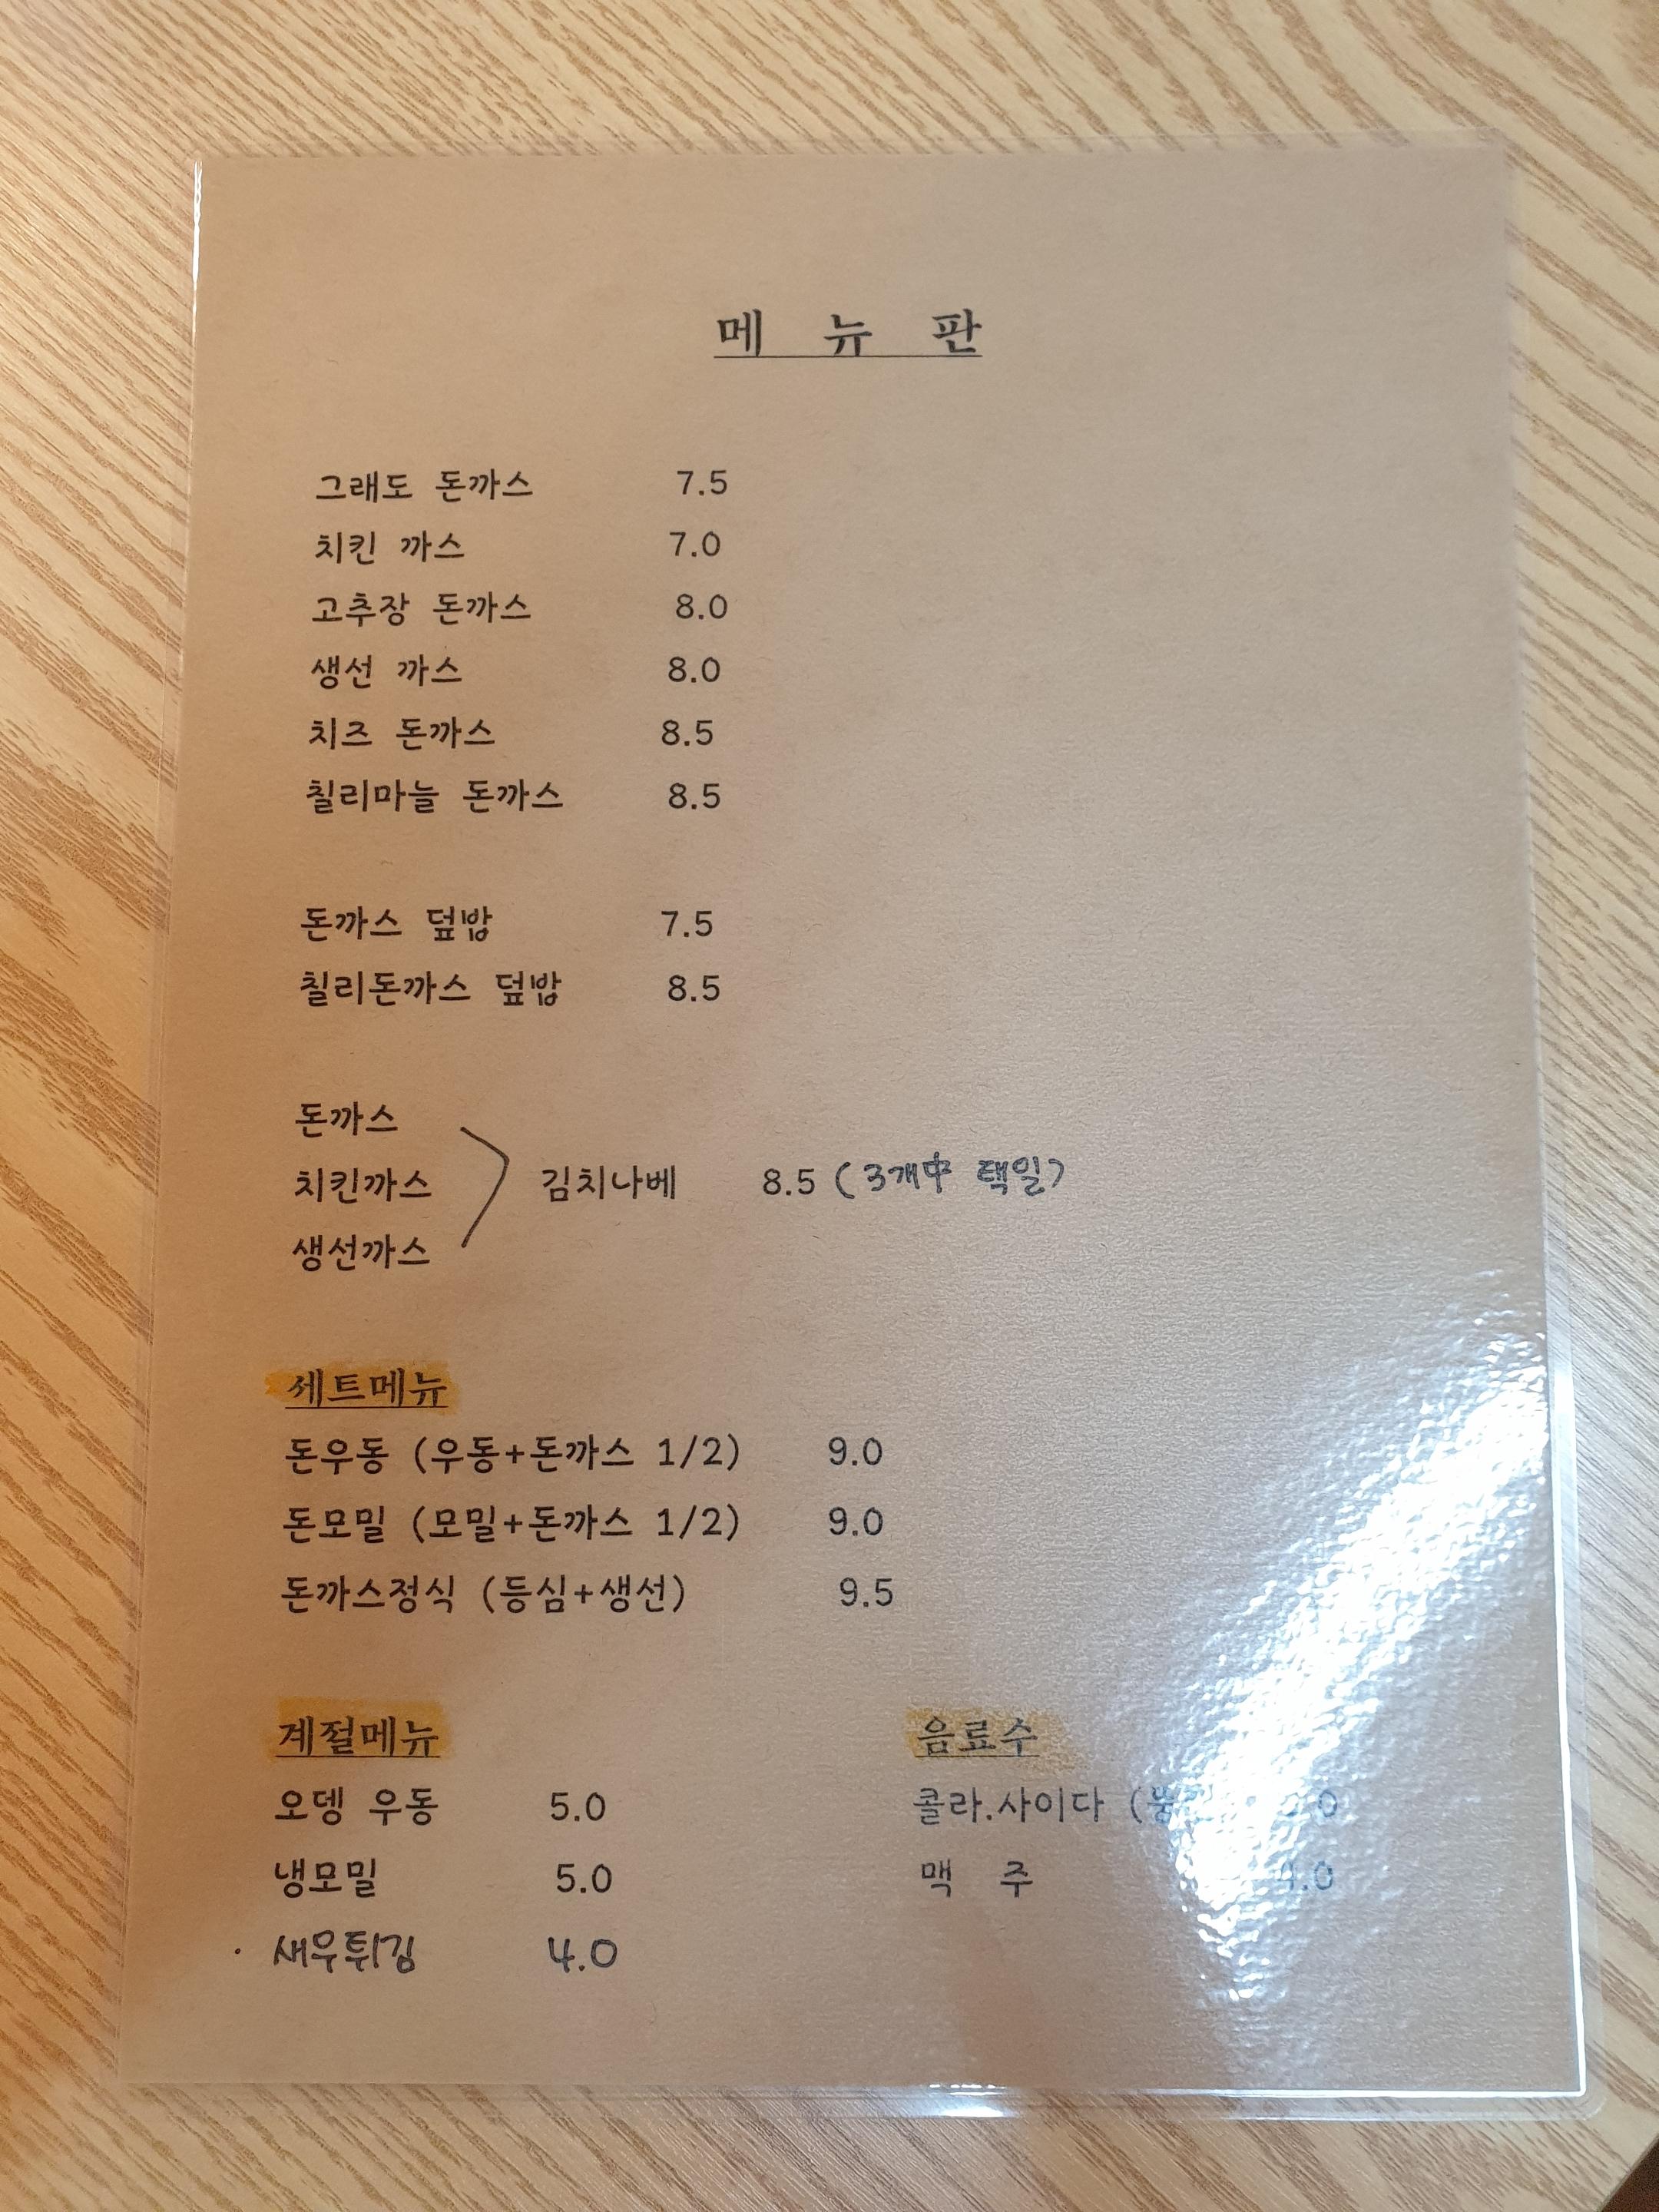 메 뉴 판
그래도 돈까스 7.5
치킨 까스 7.0
고추장 돈까스 8.0
생선 까스 8.0
치즈 돈까스 8.5
칠리마늘 돈까스 8.5
돈까스 덮밥 7.5
칠리돈까스 덮밥 8.5
돈까스
치킨까스
생선까스
김치나베 8.5 (3개中 택일)
세트메뉴
돈우동 (우동+돈까스 1/2) 9.0
돈모밀 (모밀+돈까스 1/2) 9.0
돈까스정식 (등심+생선) 9.5
계절메뉴
오뎅 우동 5.0
냉모밀 5.0
· 새우튀김 4.0
음료수
콜라.사이다
맥 주 4.0